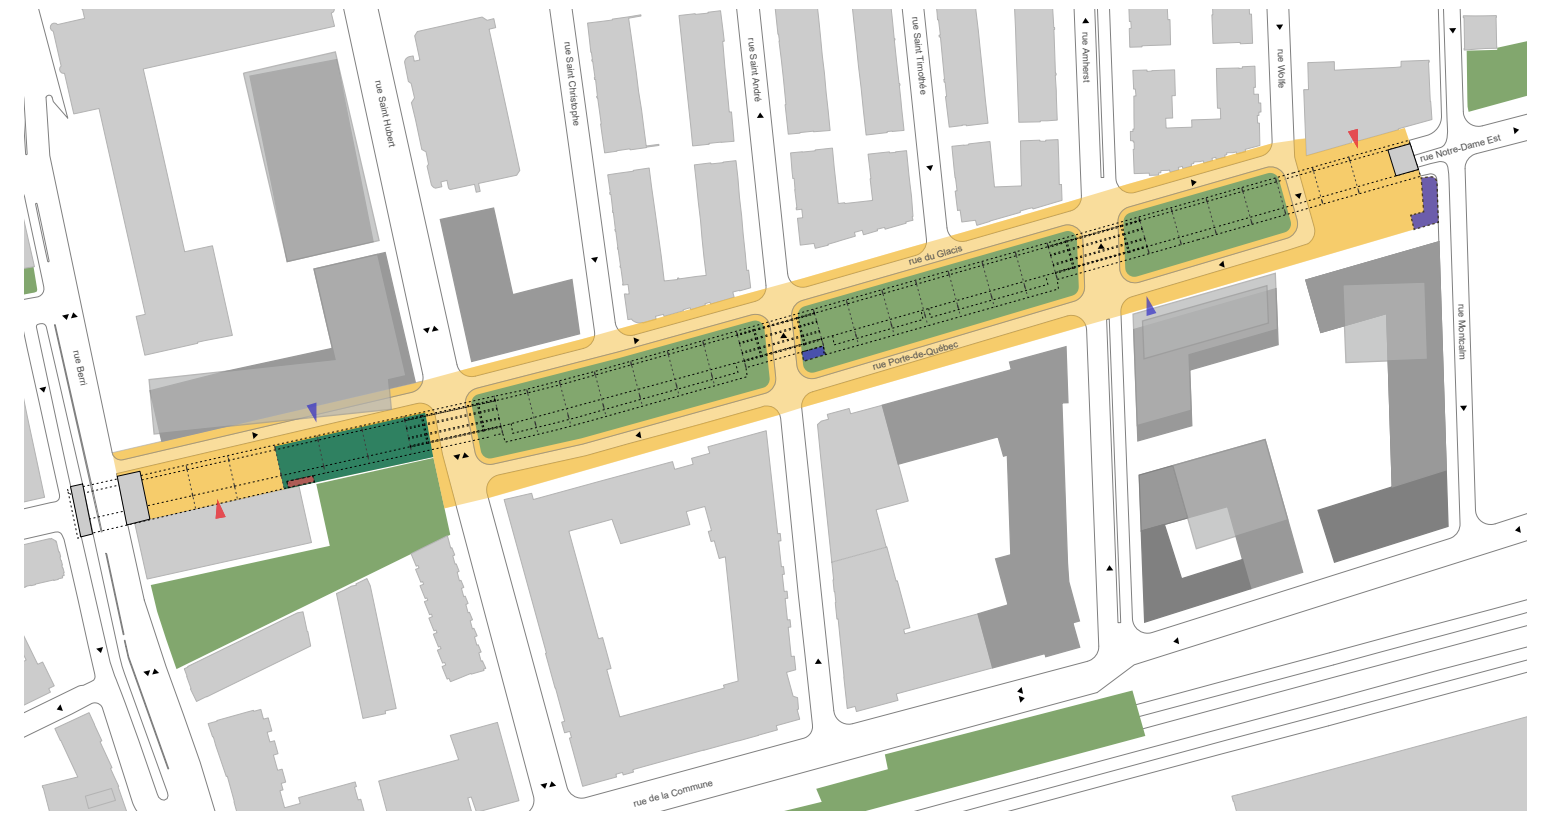 rue Saint Hubert
rue Saint Christophe
rue Saint André
rue Saint Timothée
rue Amherst
rue Wolfe
rue Notre-Dame Est
rue du Glacis
rue Porte-de-Québec
rue Berri
rue Montcalm
rue de la Commune